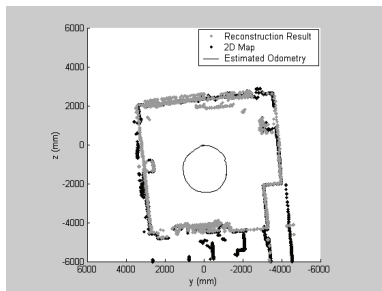 Reconstruction Result
2D Map
Estimated Odometry
6000
4000
2000
0
-2000
-4000
-6000
z (mm)
6000 4000 2000 0 -2000 -4000 -6000
y (mm)